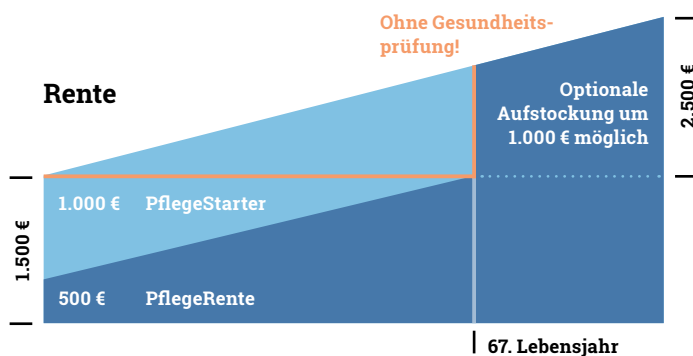 Ohne Gesundheits-
prüfung!
Rente
Optionale
Aufstockung um
1.000 € möglich
2.500 €
1.000 € PflegeStarter
1.500 €
500 € PflegeRente
67. Lebensjahr